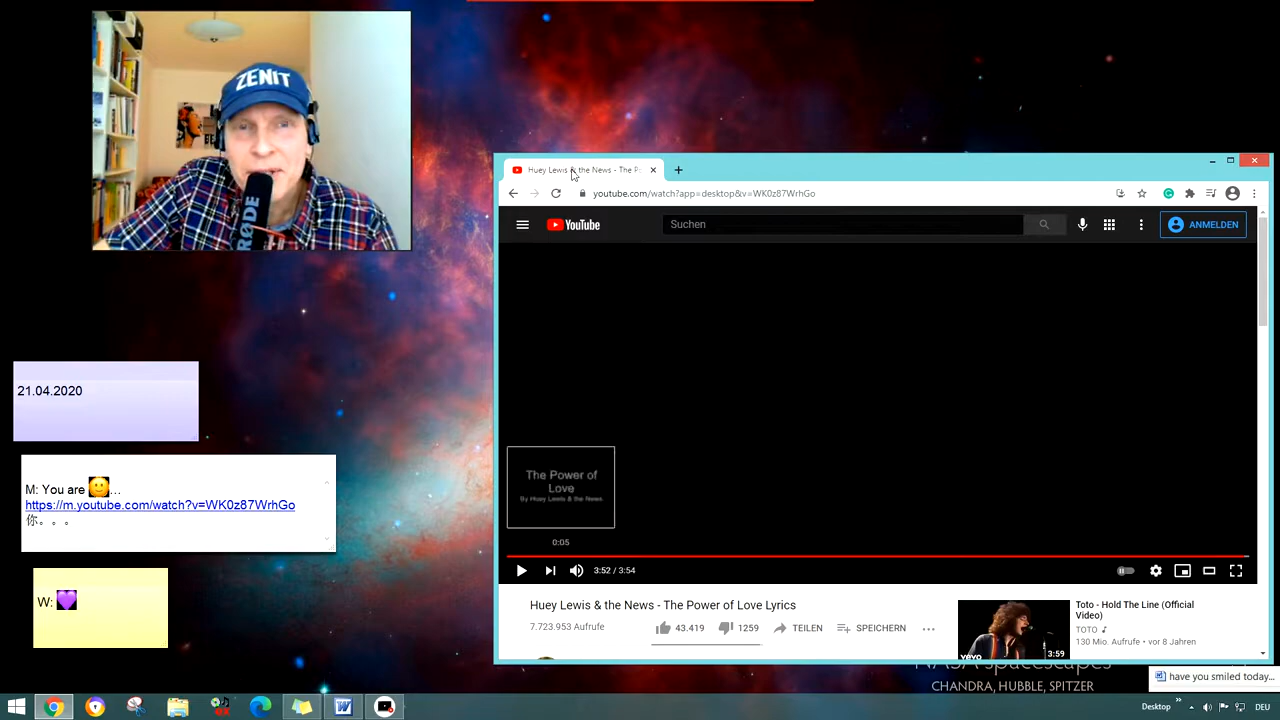 ZENIT
RØDE
Huey Lewis & the News - The P
youtube.com/watch?app=desktop&v=WK0z87WrhGo
YouTube
Suchen
ANMELDEN
21.04.2020
M: You are 🙂...
https://m.youtube.com/watch?v=WK0z87WrhGo
你。。。
W: 💜
The Power of
Love
By Huey Lewis & the News
0:05
3:52 / 3:54
Huey Lewis & the News - The Power of Love Lyrics
7.723.953 Aufrufe
43.419
1259
TEILEN
SPEICHERN
Toto - Hold The Line (Official
Video)
TOTO
130 Mio. Aufrufe • vor 8 Jahren
vevo
3:59
CHANDRA, HUBBLE, SPITZER
have you smiled today...
Desktop
DEU